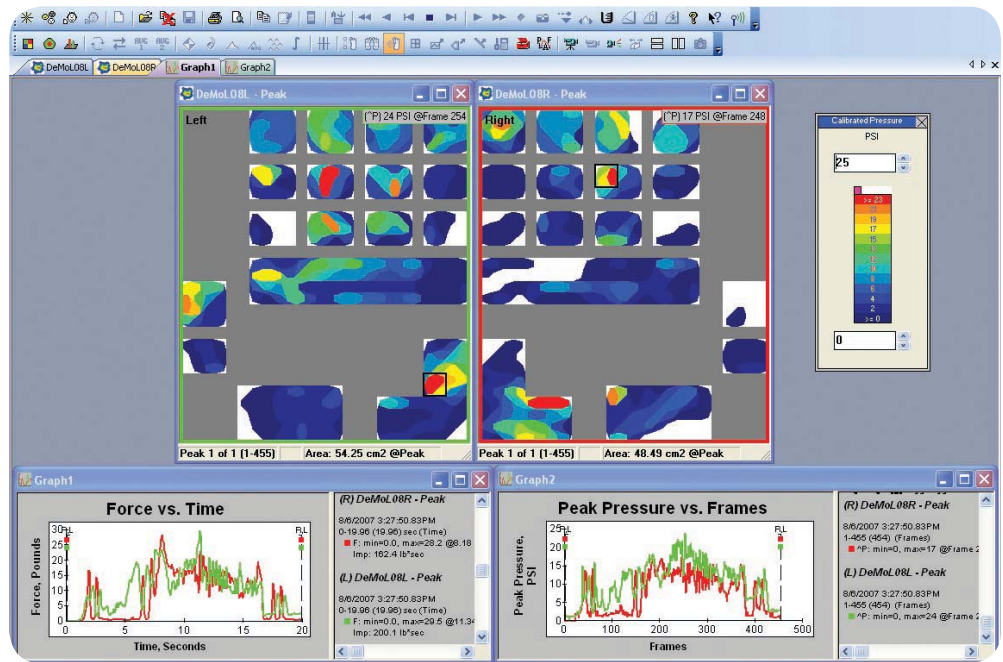 AVG
1
AVG
2
DeMoL08L
DeMoL08R
Graph1
Graph2
DeMoL08L - Peak
Left
(^P) 24 PSI @Frame 254
Peak 1 of 1 (1-455)
Area: 54.25 cm2 @Peak
DeMoL08R - Peak
Right
(^P) 17 PSI @Frame 248
Peak 1 of 1 (1-455)
Area: 48.49 cm2 @Peak
Calibrated Pressure
PSI
25
>= 23
21
19
17
15
6
4
2
>= 0
0
Graph1
Force vs. Time
Force, Pounds
30
25
20
15
10
5
0
0 5 10 15 20
Time, Seconds
(R) DeMoL08R - Peak
8/6/2007 3:27:50.83PM
0-19.96 (19.96) sec (Time)
F: min=0.0, max=28.2 @8.18
Imp: 162.4 lb*sec
(L) DeMoL08L - Peak
8/6/2007 3:27:50.83PM
0-19.96 (19.96) sec (Time)
F: min=0.0, max=29.5 @11.34
Imp: 200.1 lb*sec
Graph2
Peak Pressure vs. Frames
Peak Pressure,
PSI
25
20
15
10
5
0
0 100 200 300 400 500
Frames
R,L
(R) DeMoL08R - Peak
8/6/2007 3:27:50.83PM
1-455 (454) (Frames)
^P: min=0, max=17 @Frame 2
(L) DeMoL08L - Peak
8/6/2007 3:27:50.83PM
1-455 (454) (Frames)
^P: min=0, max=24 @Frame 2